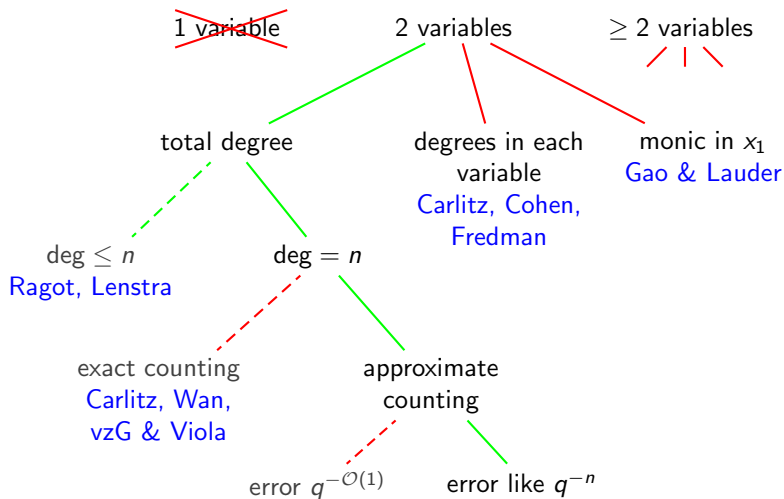 1 variable
2 variables
≥ 2 variables
total degree
degrees in each
variable
Carlitz, Cohen,
Fredman
monic in x₁
Gao & Lauder
deg ≤ n
Ragot, Lenstra
deg = n
exact counting
Carlitz, Wan,
vzG & Viola
approximate
counting
error q^{-𝒪(1)}
error like q^{-n}